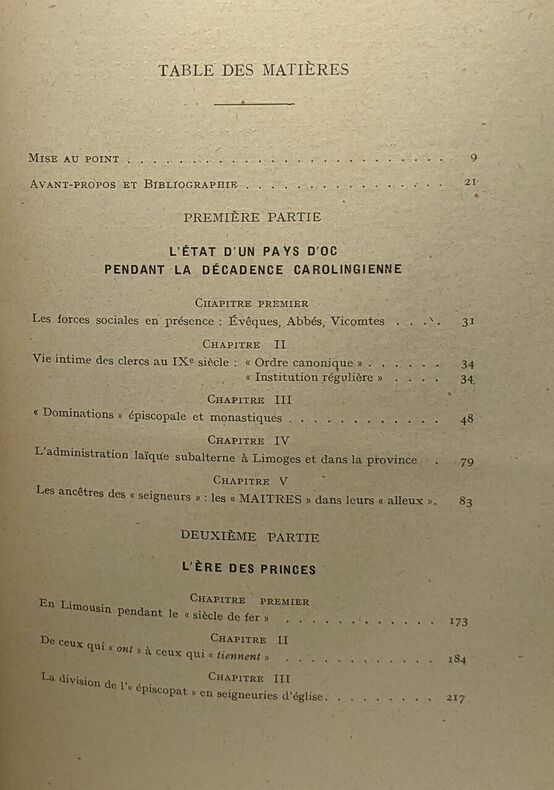 TABLE DES MATIÈRES
MISE AU POINT . . . . . . . . . . . . . . . . . . . . . . . . . 9
AVANT-PROPOS ET BIBLIOGRAPHIE . . . . . . . . . . . . . . . . 21
PREMIÈRE PARTIE
L'ÉTAT D'UN PAYS D'OC
PENDANT LA DÉCADENCE CAROLINGIENNE
CHAPITRE PREMIER
Les forces sociales en présence : Évêques, Abbés, Vicomtes . . . . 31
CHAPITRE II
Vie intime des clercs au IXe siècle : « Ordre canonique » . . . . . . 34
« Institution régulière » . . . . 34
CHAPITRE III
« Dominations » épiscopale et monastiques . . . . . . . . . . . . 48
CHAPITRE IV
L'administration laïque subalterne à Limoges et dans la province . 79
CHAPITRE V
Les ancêtres des « seigneurs » : les « MAITRES » dans leurs « alleux ». 83
DEUXIÈME PARTIE
L'ÈRE DES PRINCES
CHAPITRE PREMIER
En Limousin pendant le « siècle de fer » . . . . . . . . . . . . 173
CHAPITRE II
De ceux qui « ont » à ceux qui « tiennent » . . . . . . . . . . . . 184
CHAPITRE III
La division de l'« épiscopat » en seigneuries d'église. . . . . . . . . 217